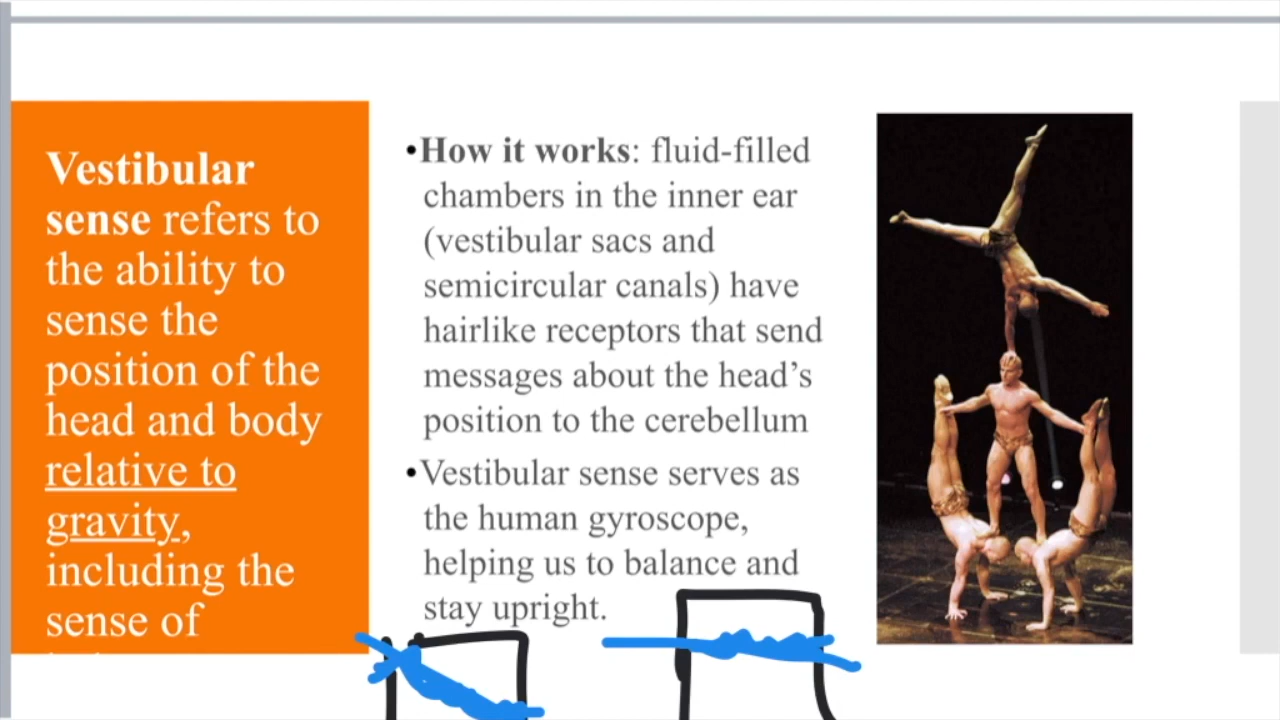 Vestibular
sense refers to
the ability to
sense the
position of the
head and body
relative to
gravity,
including the
sense of
•How it works: fluid-filled
chambers in the inner ear
(vestibular sacs and
semicircular canals) have
hairlike receptors that send
messages about the head’s
position to the cerebellum
•Vestibular sense serves as
the human gyroscope,
helping us to balance and
stay upright.